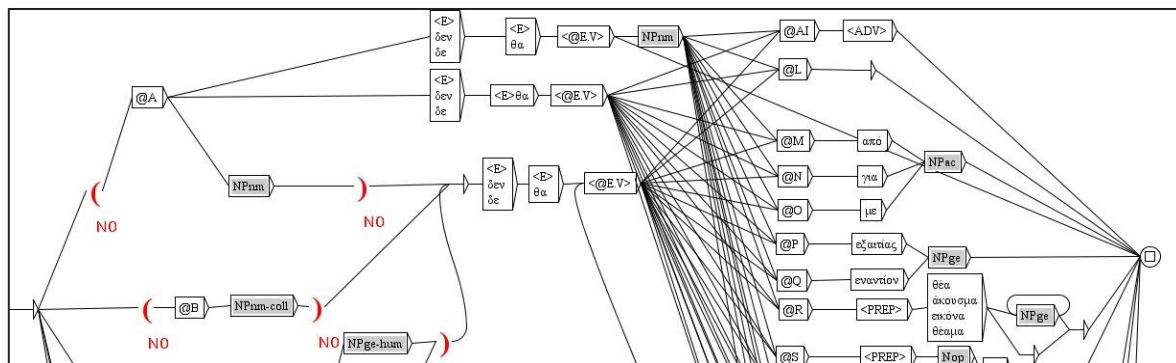 <E>
δεν
δε
<E>
θα
<@E.V>
NPnm
@AI
<ADV>
@L
@A
<E>
δεν
δε
<E>θα
<@E.V>
@M
από
NPac
@N
για
@O
με
NPnm
(
NO
)
NO
<E>
δεν
δε
<E>
θα
<@E.V>
@P
εξαιτίας
NPge
@Q
εναντίον
@R
<PREP>
θέα
άκουσμα
εικόνα
θέαμα
NPge
(
NO
@B
NPnm-coll
)
NO
NPge-hum
)
@S
<PREP>
Nop